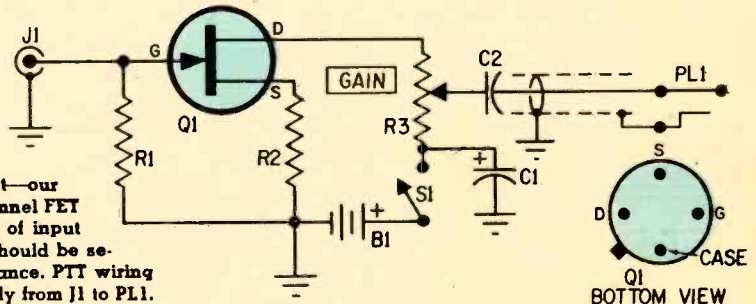 J1
G
D
S
Q1
GAIN
C2
PL1
R3
R1
R2
S1
C1
B1
+
+
t—our
nnel FET
of input
hould be se-
ance. PTT wiring
ly from J1 to PL1.
S
D
G
CASE
Q1
BOTTOM VIEW